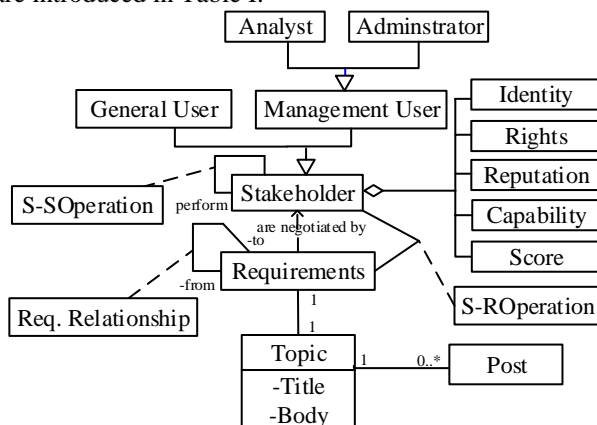 are introduced in Table I.
Analyst
Adminstrator
General User
Management User
Identity
Rights
Reputation
Capability
Score
S-SOperation
perform
Stakeholder
are negotiated by
-to
-from
Requirements
Req. Relationship
S-ROperation
1
1
Topic
1
0..*
Post
-Title
-Body